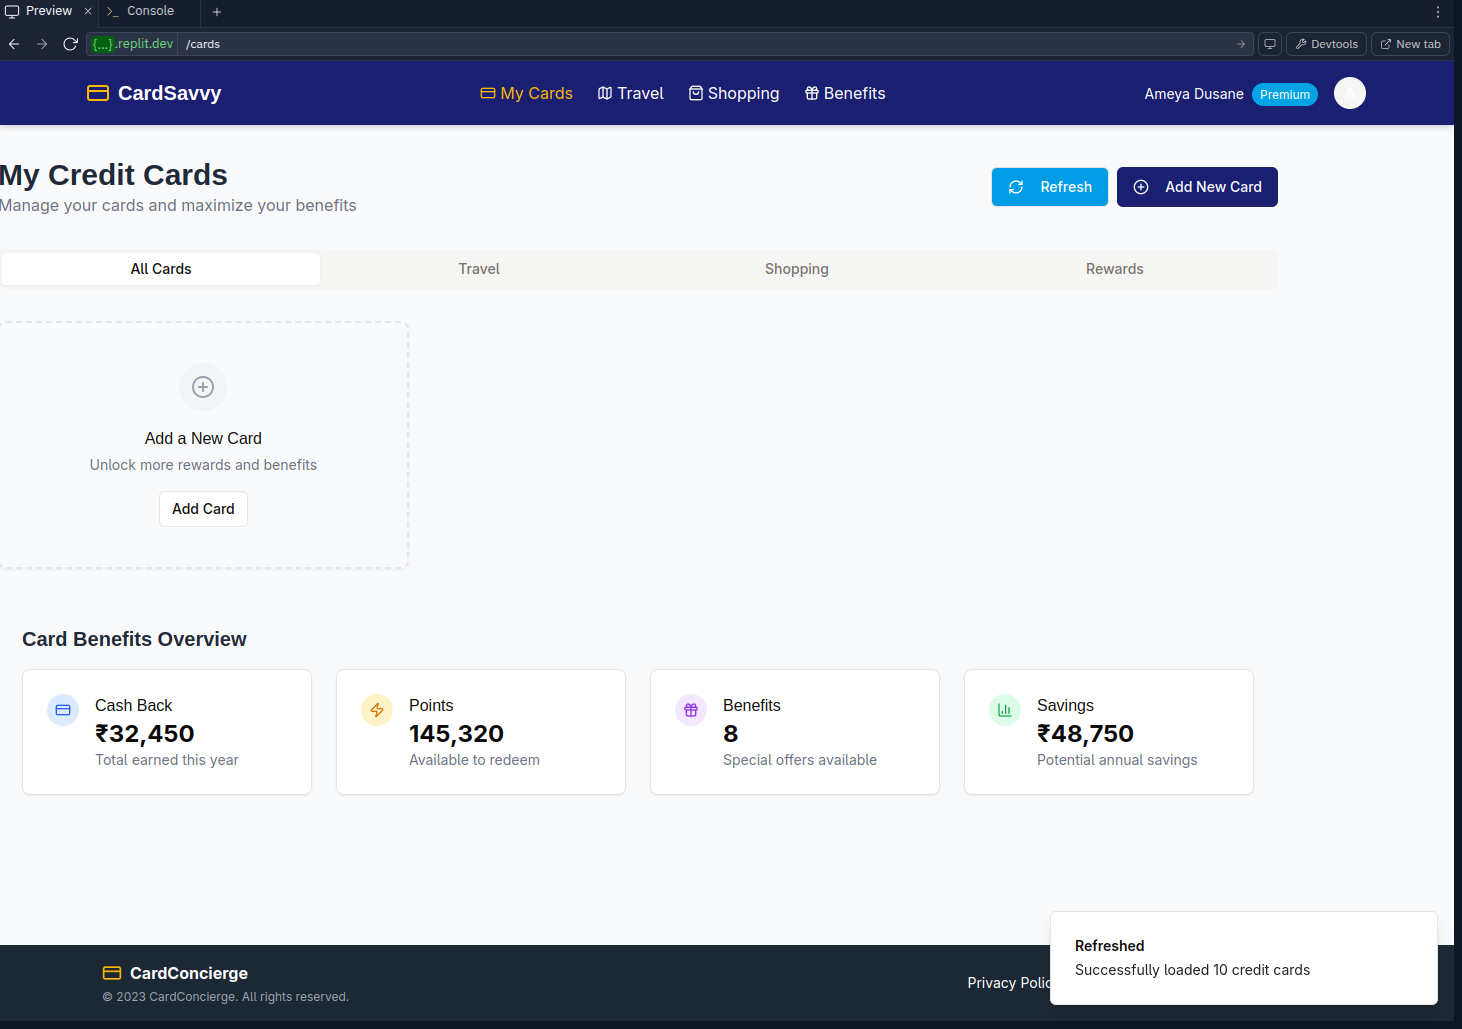 Preview
Console
{...}.replit.dev /cards
Devtools
New tab
CardSavvy
My Cards
Travel
Shopping
Benefits
Ameya Dusane
Premium
A
My Credit Cards
Manage your cards and maximize your benefits
Refresh
Add New Card
All Cards
Travel
Shopping
Rewards
Add a New Card
Unlock more rewards and benefits
Add Card
Card Benefits Overview
Cash Back
₹32,450
Total earned this year
Points
145,320
Available to redeem
Benefits
8
Special offers available
Savings
₹48,750
Potential annual savings
CardConcierge
© 2023 CardConcierge. All rights reserved.
Privacy Polic
Refreshed
Successfully loaded 10 credit cards